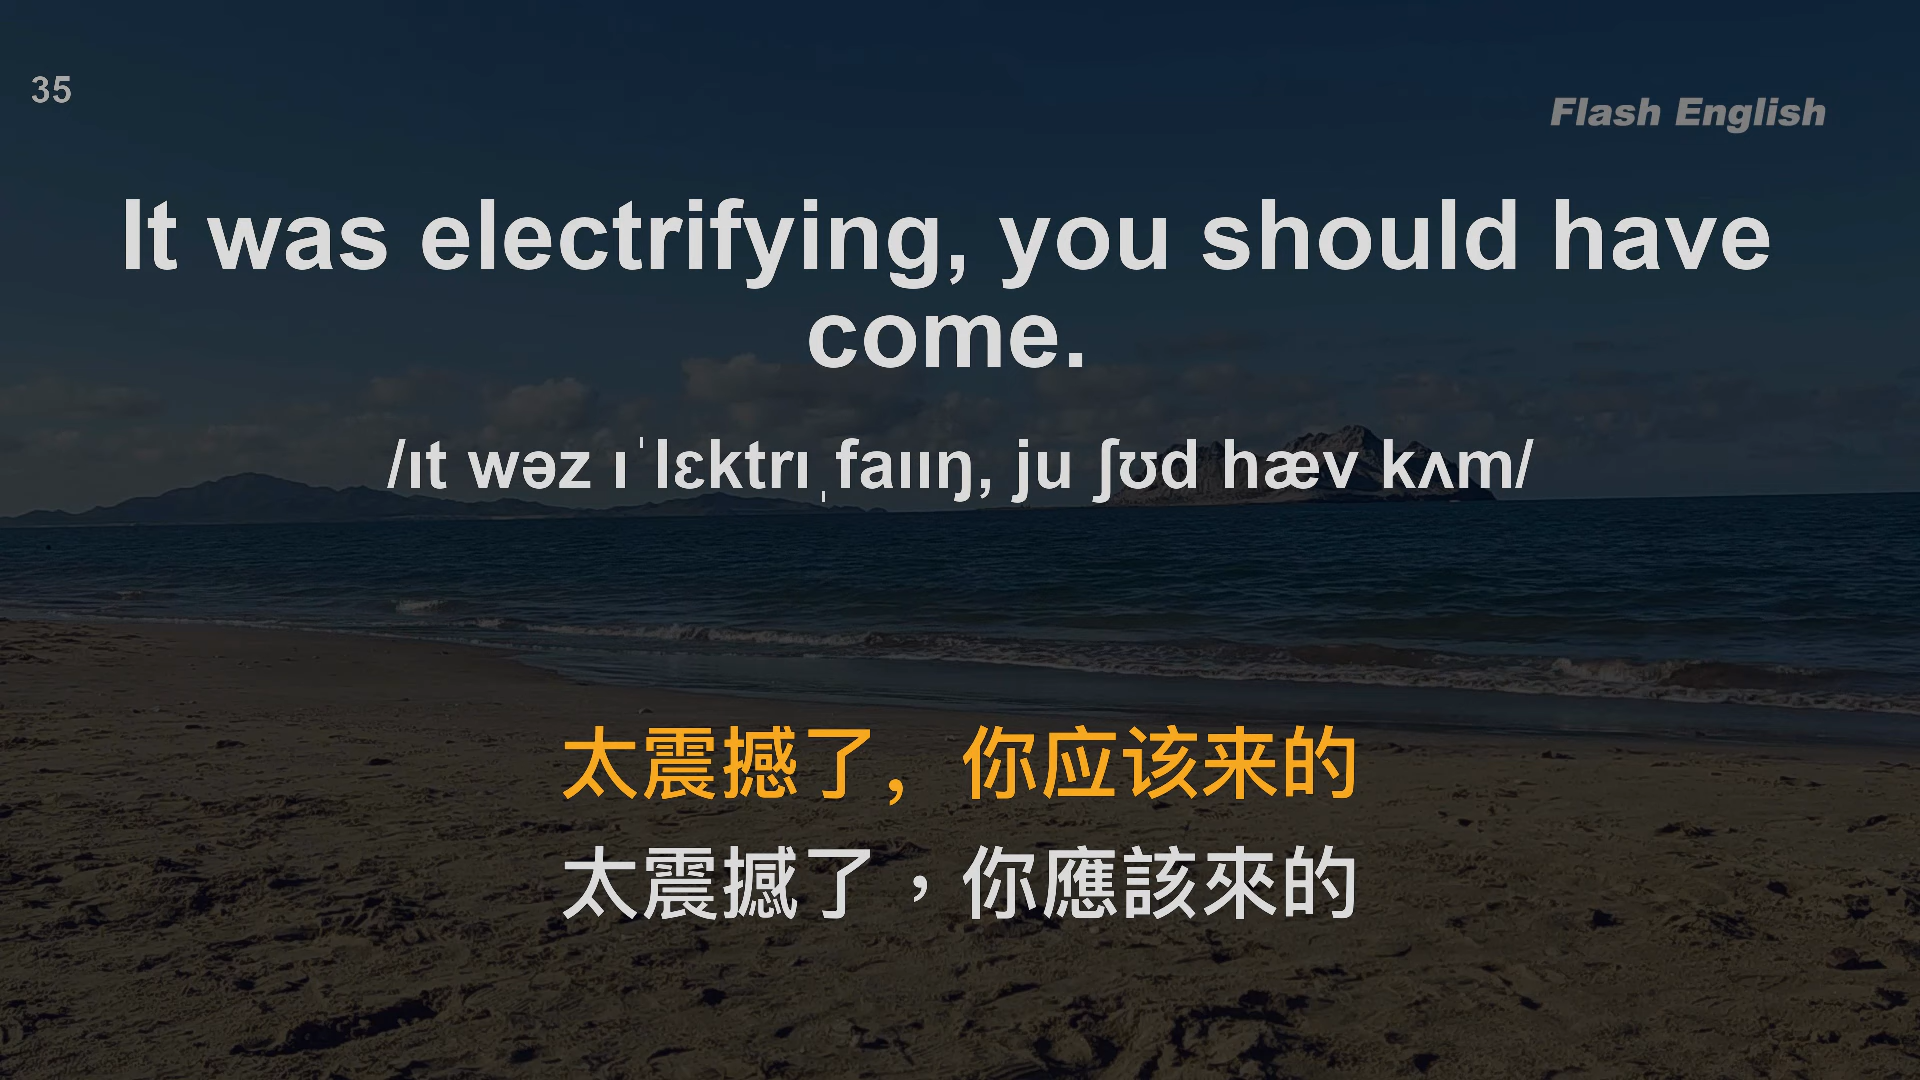 35
Flash English
It was electrifying, you should have
come.
/ɪt wəz ɪˈlɛktrɪˌfaɪɪŋ, ju ʃʊd hæv kʌm/
太震撼了，你应该来的
太震撼了，你應該來的